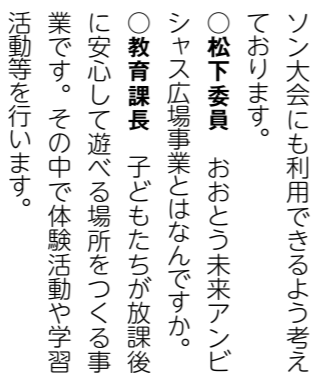 ソン大会にも利用できるよう考え
ております。
○松下委員　おおとう未来アンビ
シャス広場事業とはなんですか。
○教育課長　子どもたちが放課後
に安心して遊べる場所をつくる事
業です。その中で体験活動や学習
活動等を行います。